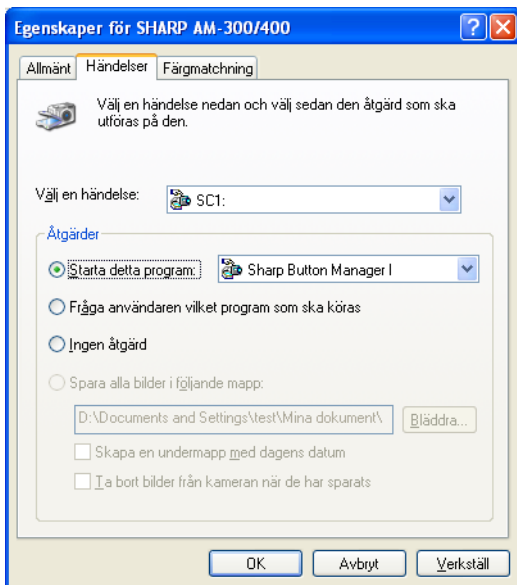 Egenskaper för SHARP AM-300/400
Allmänt Händelser Färgmatchning
Välj en händelse nedan och välj sedan den åtgärd som ska
utföras på den.
Välj en händelse: SC1:
Åtgärder
Starta detta program: Sharp Button Manager I
Fråga användaren vilket program som ska köras
Ingen åtgärd
Spara alla bilder i följande mapp:
D:\Documents and Settings\test\Mina dokument\ Bläddra...
Skapa en undermapp med dagens datum
Ta bort bilder från kameran när de har sparats
OK Avbryt Verkställ